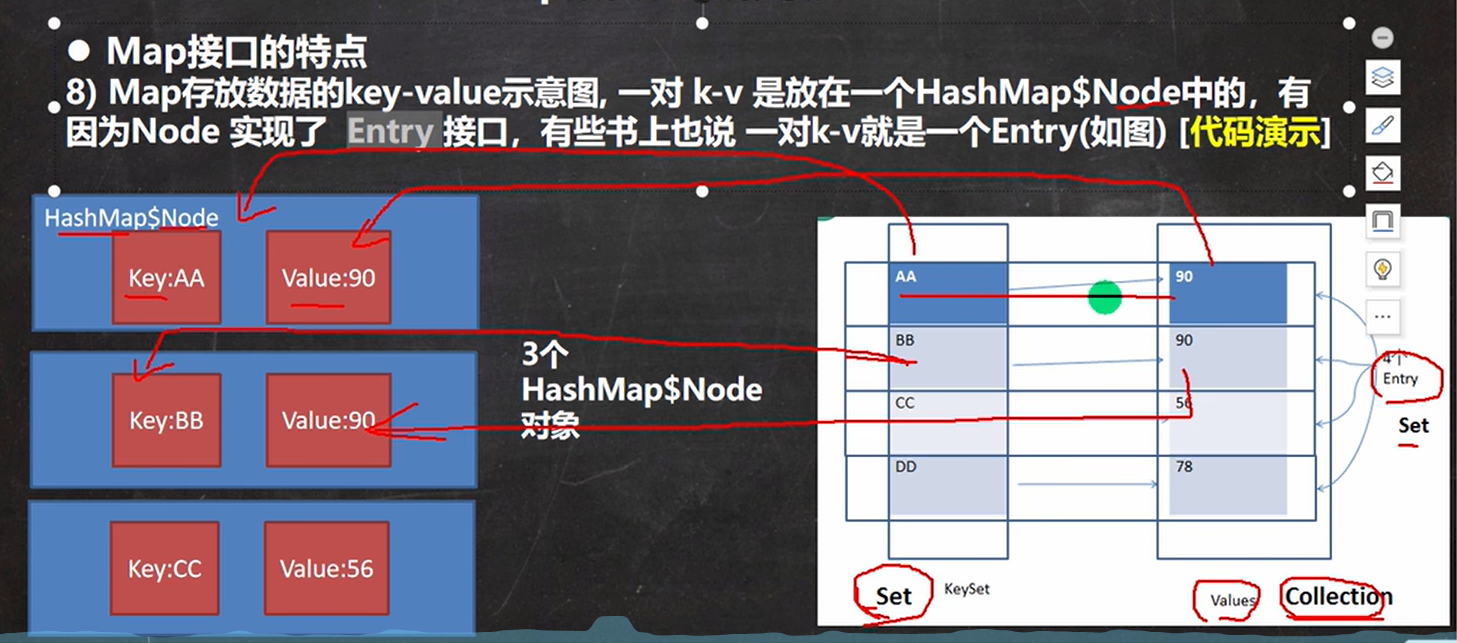 ● Map接口的特点
8) Map存放数据的key-value示意图, 一对 k-v 是放在一个HashMap$Node中的，有
因为Node 实现了 Entry 接口，有些书上也说 一对k-v就是一个Entry(如图) [代码演示]
HashMap$Node
Key:AA
Value:90
Key:BB
Value:90
Key:CC
Value:56
3个
HashMap$Node
对象
AA
90
BB
90
CC
56
DD
78
4个
Entry
Set
Set
KeySet
Values
Collection